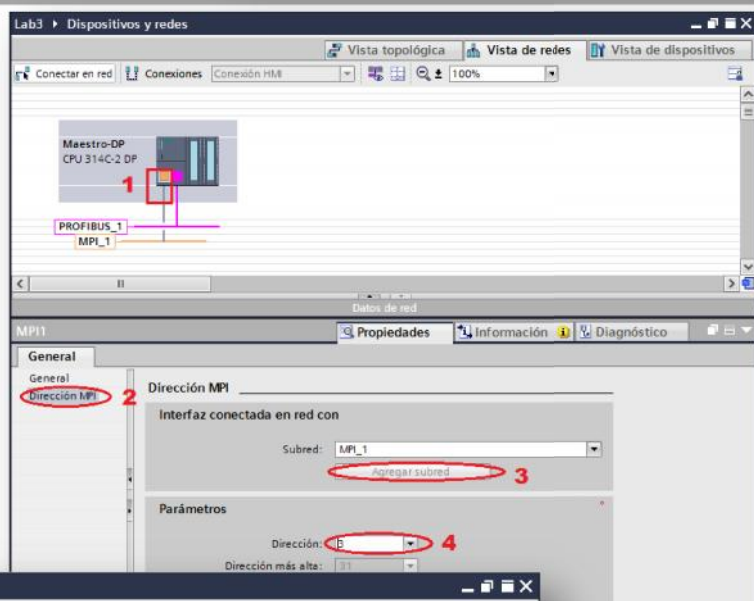 Lab3 ▸ Dispositivos y redes
Vista topológica Vista de redes Vista de dispositivos
Conectar en red Conexiones Conexión HMI 100%
Maestro-DP
CPU 314C-2 DP
1
PROFIBUS_1
MPI_1
Datos de red
MPI1 Propiedades Información Diagnóstico
General
General
Dirección MPI 2 Dirección MPI
Interfaz conectada en red con
Subred: MPI_1
Agregar subred 3
Parámetros
Dirección: 3 4
Dirección más alta: 31